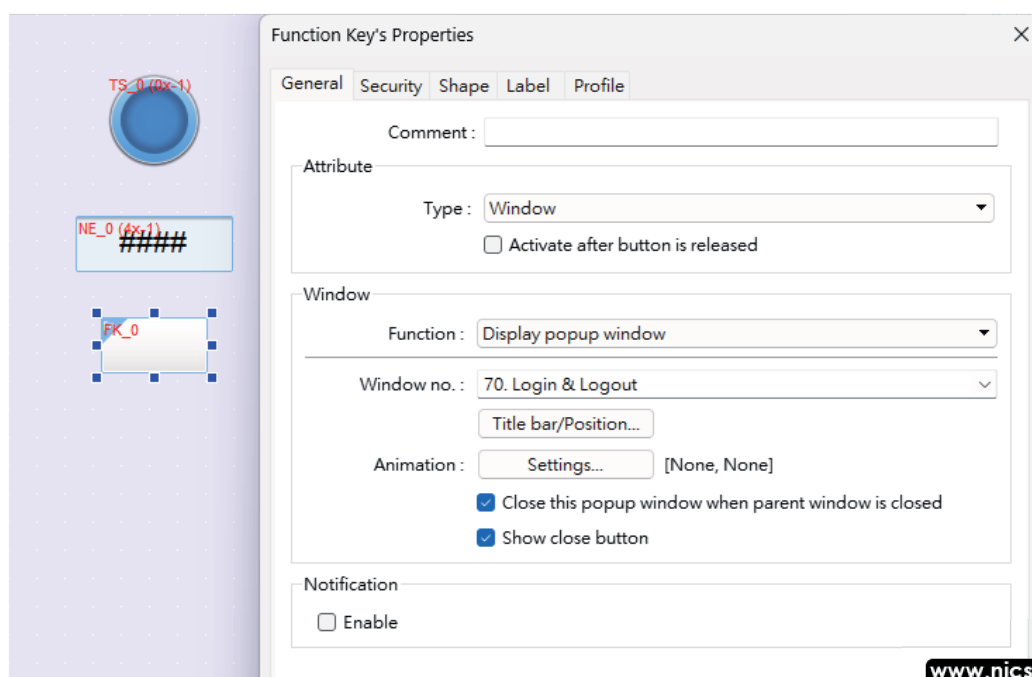 TS_0 (0x-1)
NE_0 (4x-1)
####
FK_0
Function Key's Properties
General Security Shape Label Profile
Comment :
Attribute
Type : Window
Activate after button is released
Window
Function : Display popup window
Window no. : 70. Login & Logout
Title bar/Position...
Animation : Settings... [None, None]
Close this popup window when parent window is closed
Show close button
Notification
Enable
www.nics